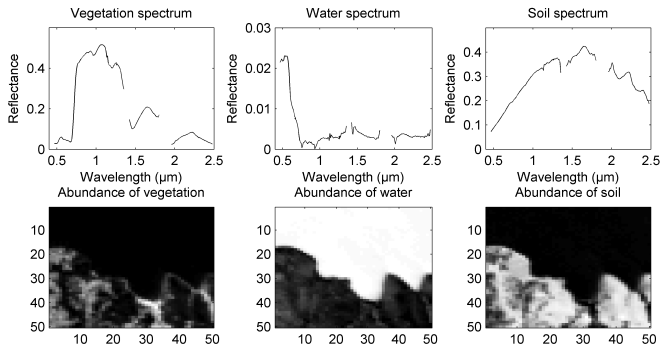 Vegetation spectrum Water spectrum Soil spectrum
0.4
0.2
0
Reflectance
0.5 1 1.5 2 2.5
Wavelength (μm)
0.03
0.02
0.01
0
Reflectance
0.5 1 1.5 2 2.5
Wavelength (μm)
0.4
0.3
0.2
0.1
0
Reflectance
0.5 1 1.5 2 2.5
Wavelength (μm)
Abundance of vegetation Abundance of water Abundance of soil
10
20
30
40
50
10 20 30 40 50
10
20
30
40
50
10 20 30 40 50
10
20
30
40
50
10 20 30 40 50